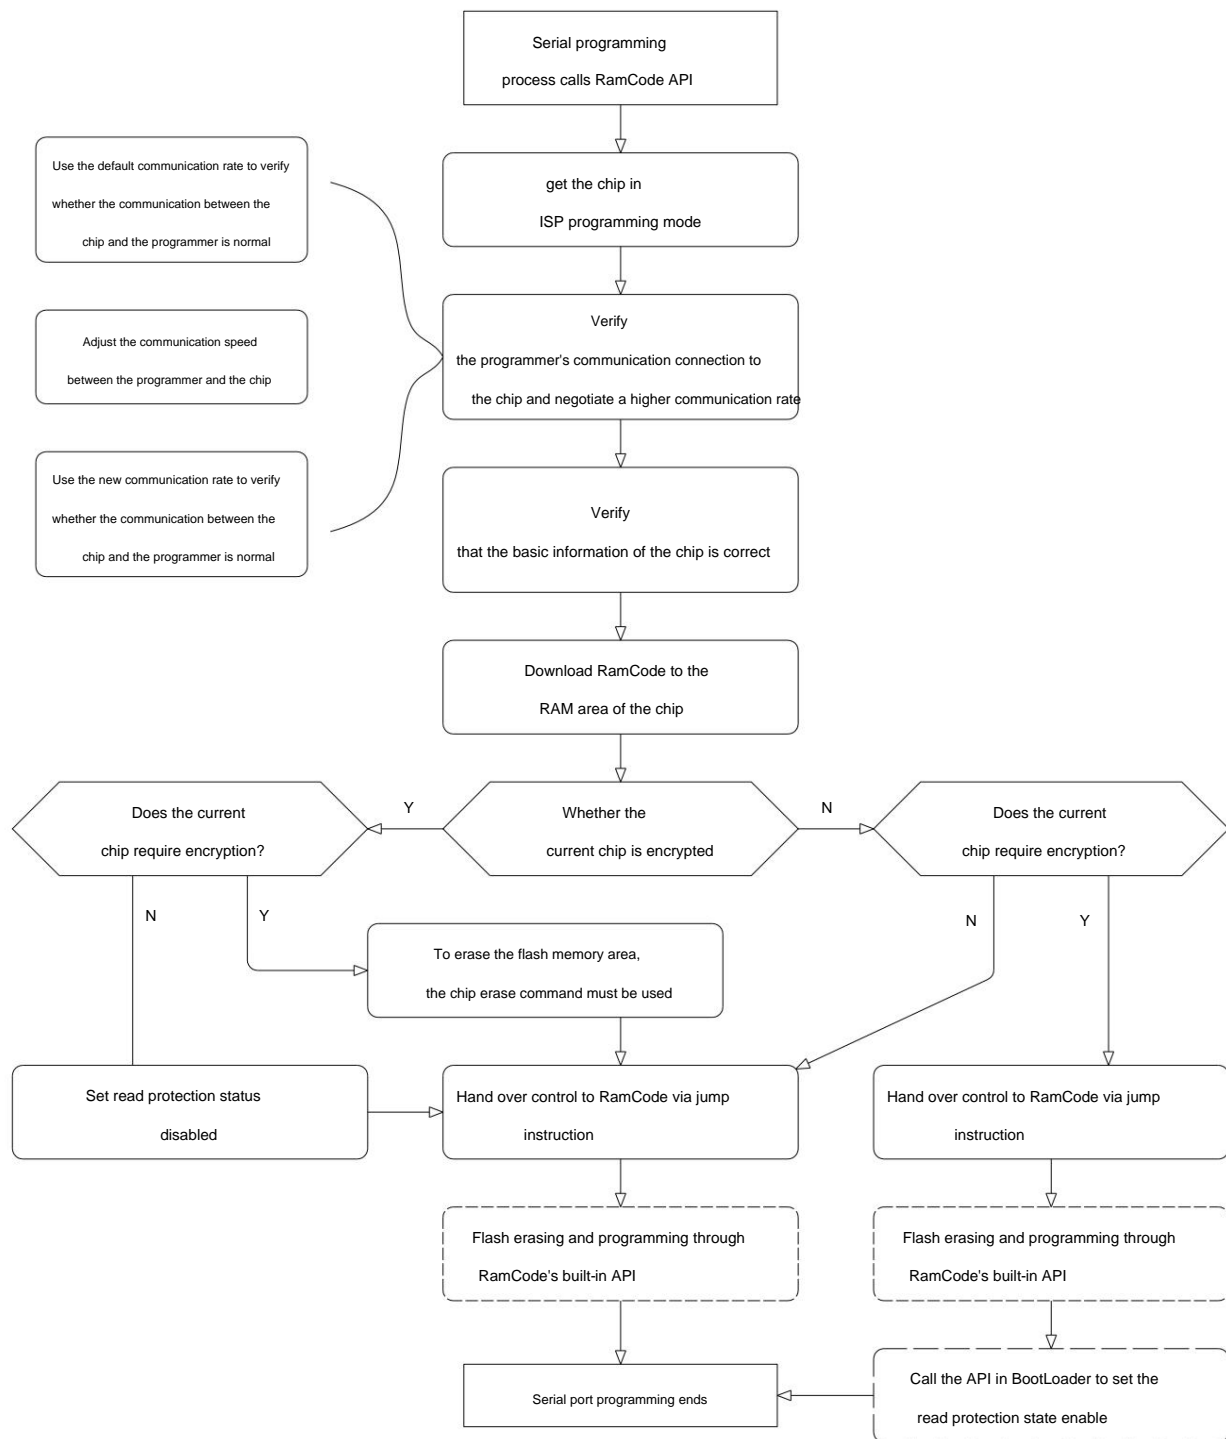 Serial programming
process calls RamCode API
Use the default communication rate to verify
whether the communication between the
chip and the programmer is normal
get the chip in
ISP programming mode
Adjust the communication speed
between the programmer and the chip
Verify
the programmer's communication connection to
the chip and negotiate a higher communication rate
Use the new communication rate to verify
whether the communication between the
chip and the programmer is normal
Verify
that the basic information of the chip is correct
Download RamCode to the
RAM area of the chip
Does the current
chip require encryption?
Y
Whether the
current chip is encrypted
N
Does the current
chip require encryption?
N
Y
N
Y
To erase the flash memory area,
the chip erase command must be used
Set read protection status
disabled
Hand over control to RamCode via jump
instruction
Hand over control to RamCode via jump
instruction
Flash erasing and programming through
RamCode's built-in API
Flash erasing and programming through
RamCode's built-in API
Serial port programming ends
Call the API in BootLoader to set the
read protection state enable